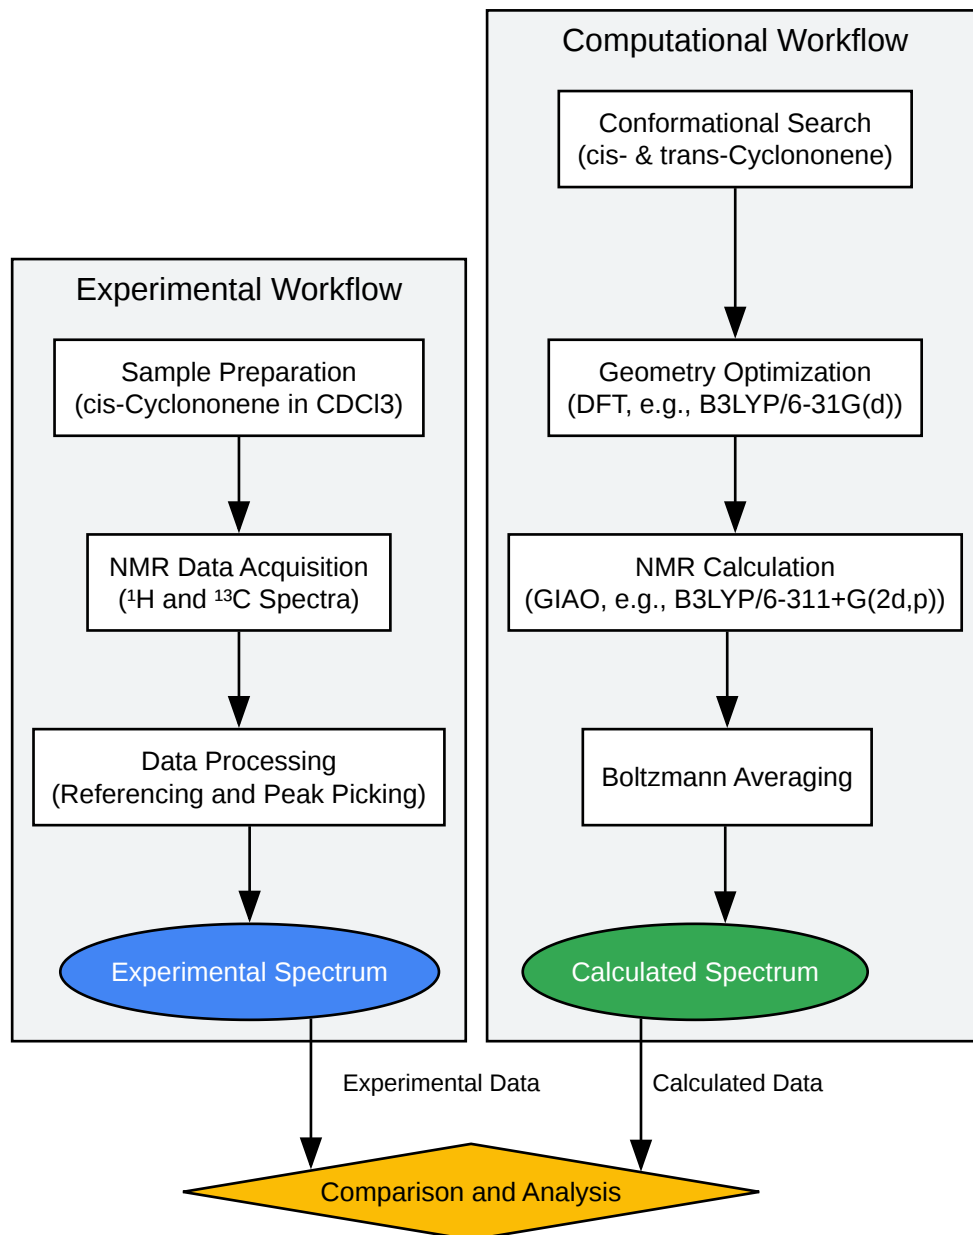 Computational Workflow
Conformational Search
(cis- & trans-Cyclononene)
Geometry Optimization
(DFT, e.g., B3LYP/6-31G(d))
NMR Calculation
(GIAO, e.g., B3LYP/6-311+G(2d,p))
Boltzmann Averaging
Calculated Spectrum
Experimental Workflow
Sample Preparation
(cis-Cyclononene in CDCl3)
NMR Data Acquisition
(¹H and ¹³C Spectra)
Data Processing
(Referencing and Peak Picking)
Experimental Spectrum
Experimental Data
Calculated Data
Comparison and Analysis